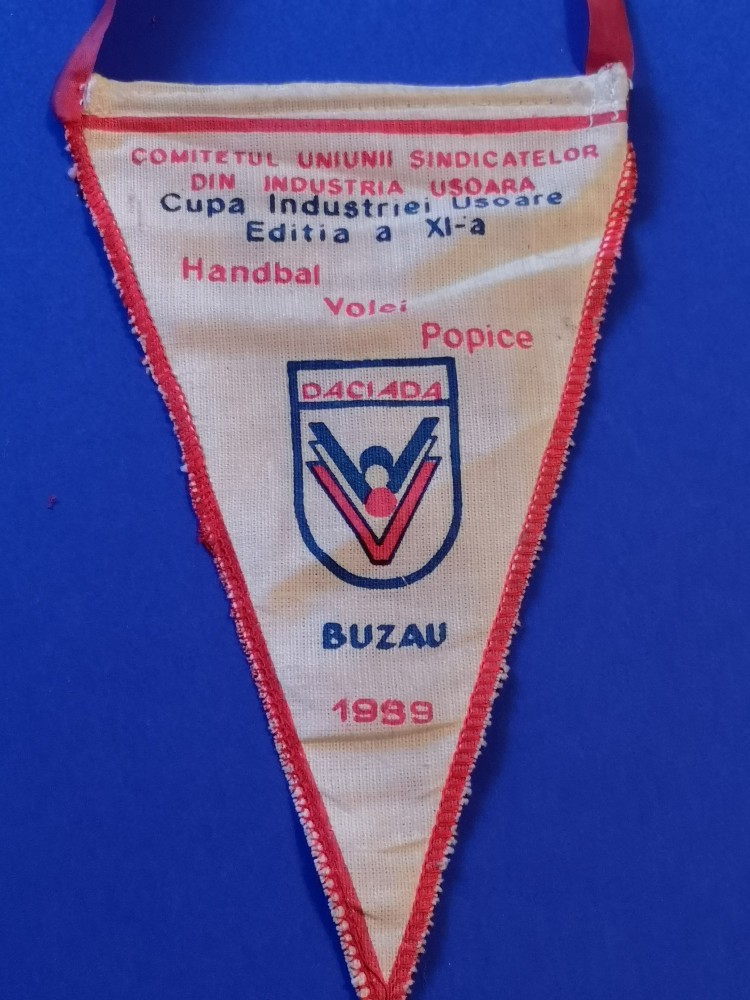 COMITETUL UNIUNII SINDICATELOR
DIN INDUSTRIA USOARA
Cupa Industriei Usoare
Editia a XI-a
Handbal
Volei
Popice
DACIADA
BUZAU
1989